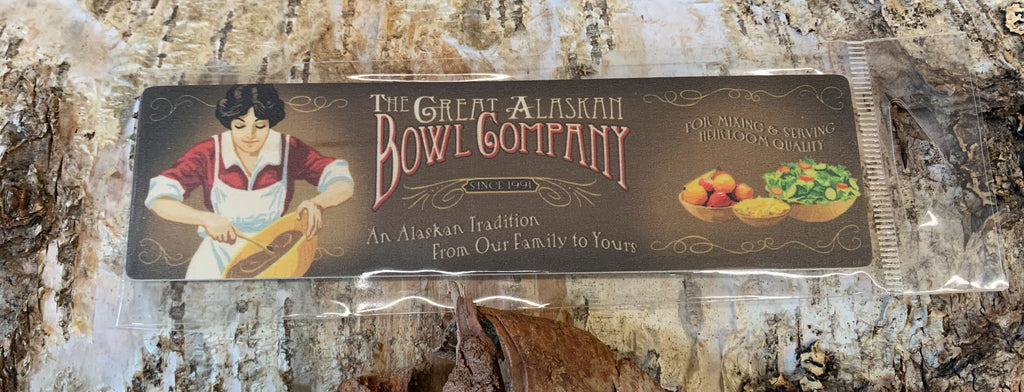 The Great Alaskan
Bowl Company
SINCE 1991
An Alaskan Tradition
From Our Family to Yours
FOR MIXING & SERVING
HEIRLOOM QUALITY